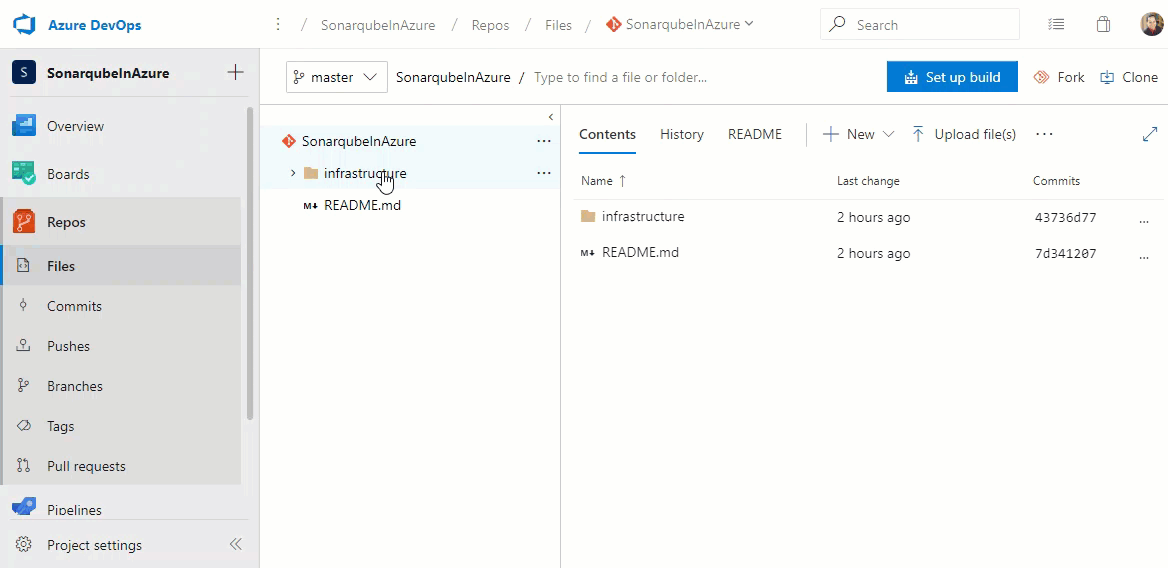 Azure DevOps
/ SonarqubeInAzure / Repos / Files / SonarqubeInAzure
Search
S SonarqubeInAzure
master
SonarqubeInAzure / Type to find a file or folder...
Set up build
Fork
Clone
Overview
Boards
Repos
Files
Commits
Pushes
Branches
Tags
Pull requests
Pipelines
Project settings
SonarqubeInAzure ...
infrastructure ...
M↓ README.md
Contents History README New Upload file(s) ...
Name ↑ Last change Commits
infrastructure 2 hours ago 43736d77 ...
M↓ README.md 2 hours ago 7d341207 ...